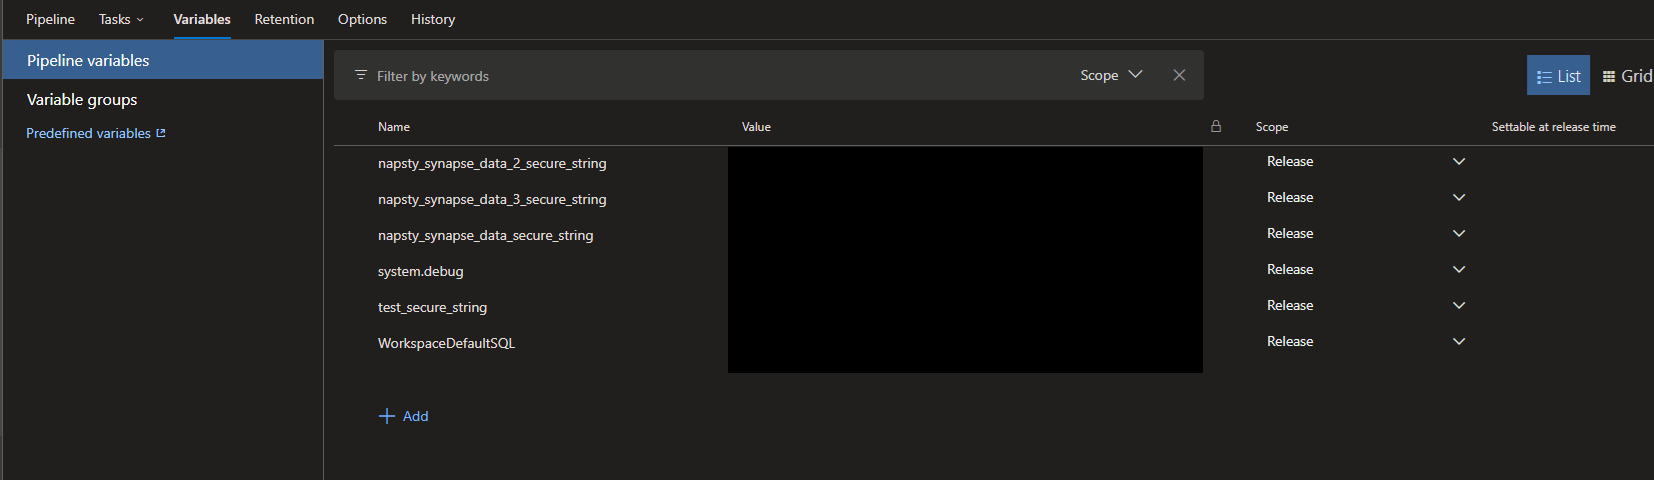 Pipeline Tasks Variables Retention Options History
Pipeline variables
Variable groups
Predefined variables
Filter by keywords Scope
List Grid
Name Value Scope Settable at release time
napsty_synapse_data_2_secure_string Release
napsty_synapse_data_3_secure_string Release
napsty_synapse_data_secure_string Release
system.debug Release
test_secure_string Release
WorkspaceDefaultSQL Release
Add